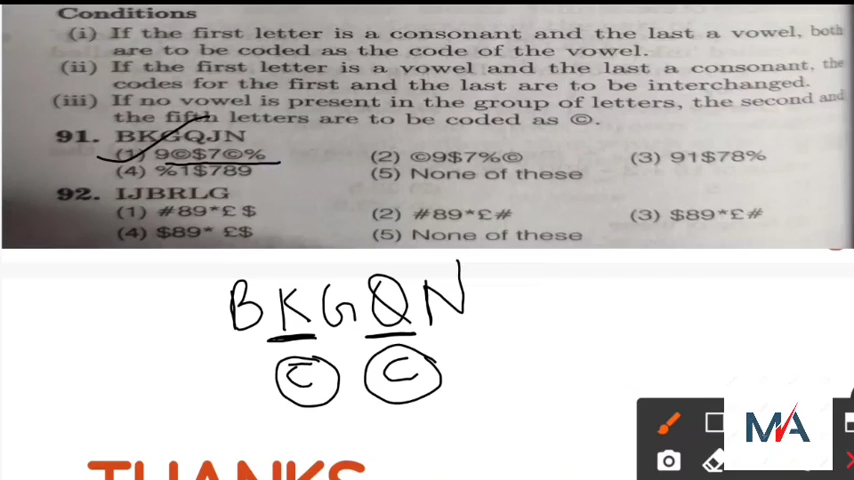 Conditions
(i) If the first letter is a consonant and the last a vowel, both
are to be coded as the code of the vowel.
(ii) If the first letter is a vowel and the last a consonant, the
codes for the first and the last are to be interchanged.
(iii) If no vowel is present in the group of letters, the second and
the fifth letters are to be coded as ©.
91. BKGQJN
(1) 9©$7©% (2) ©9$7%© (3) 91$78%
(4) %1$789 (5) None of these
92. IJBRLG
(1) #89*£ $ (2) #89*£# (3) $89*£#
(4) $89* £$ (5) None of these
BKGQN
© ©
THANKS
MA